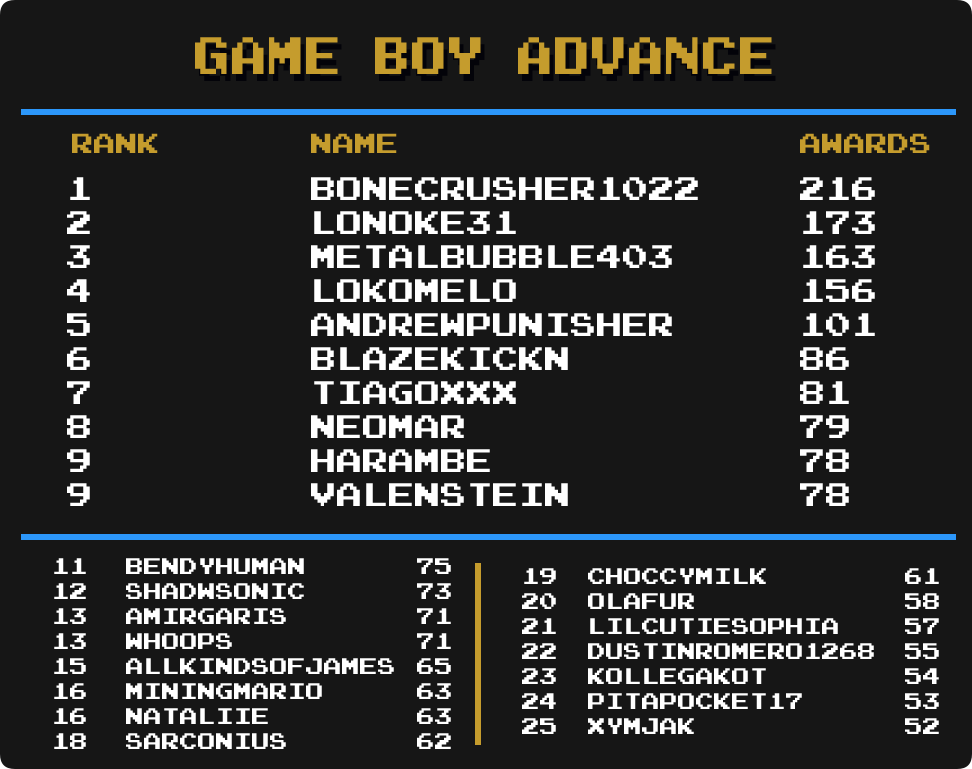 GAME BOY ADVANCE
RANK NAME AWARDS
1 BONECRUSHER1022 216
2 LONOKE31 173
3 METALBUBBLE403 163
4 LOKOMELO 156
5 ANDREWPUNISHER 101
6 BLAZEKICKN 86
7 TIAGOXXX 81
8 NEOMAR 79
9 HARAMBE 78
9 VALENSTEIN 78
11 BENDYHUMAN 75
12 SHADWSONIC 73
13 AMIRGARIS 71
13 WHOOPS 71
15 ALLKINDSOFJAMES 65
16 MININGMARIO 63
16 NATALIIE 63
18 SARCONIUS 62
19 CHOCCYMILK 61
20 OLAFUR 58
21 LILCUTIESOPHIA 57
22 DUSTINROMERO1268 55
23 KOLLEGAKOT 54
24 PITAPOCKET17 53
25 XYMJAK 52